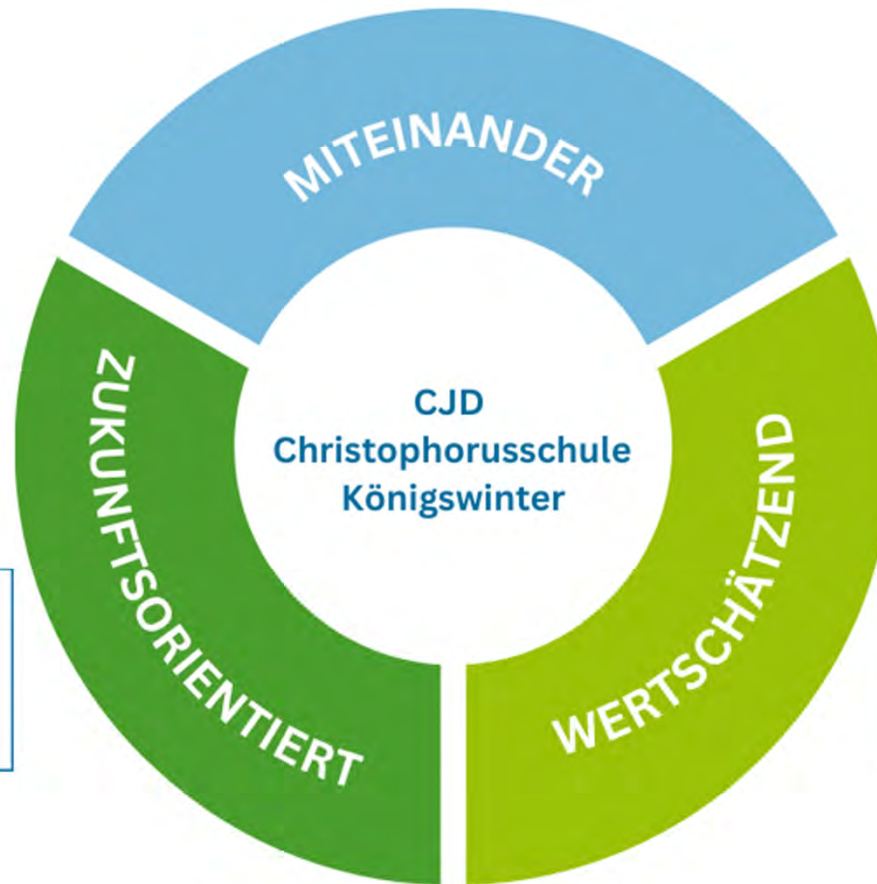 MITEINANDER
CJD
Christophorusschule
Königswinter
ZUKUNFTSORIENTIERT
WERTSCHÄTZEND